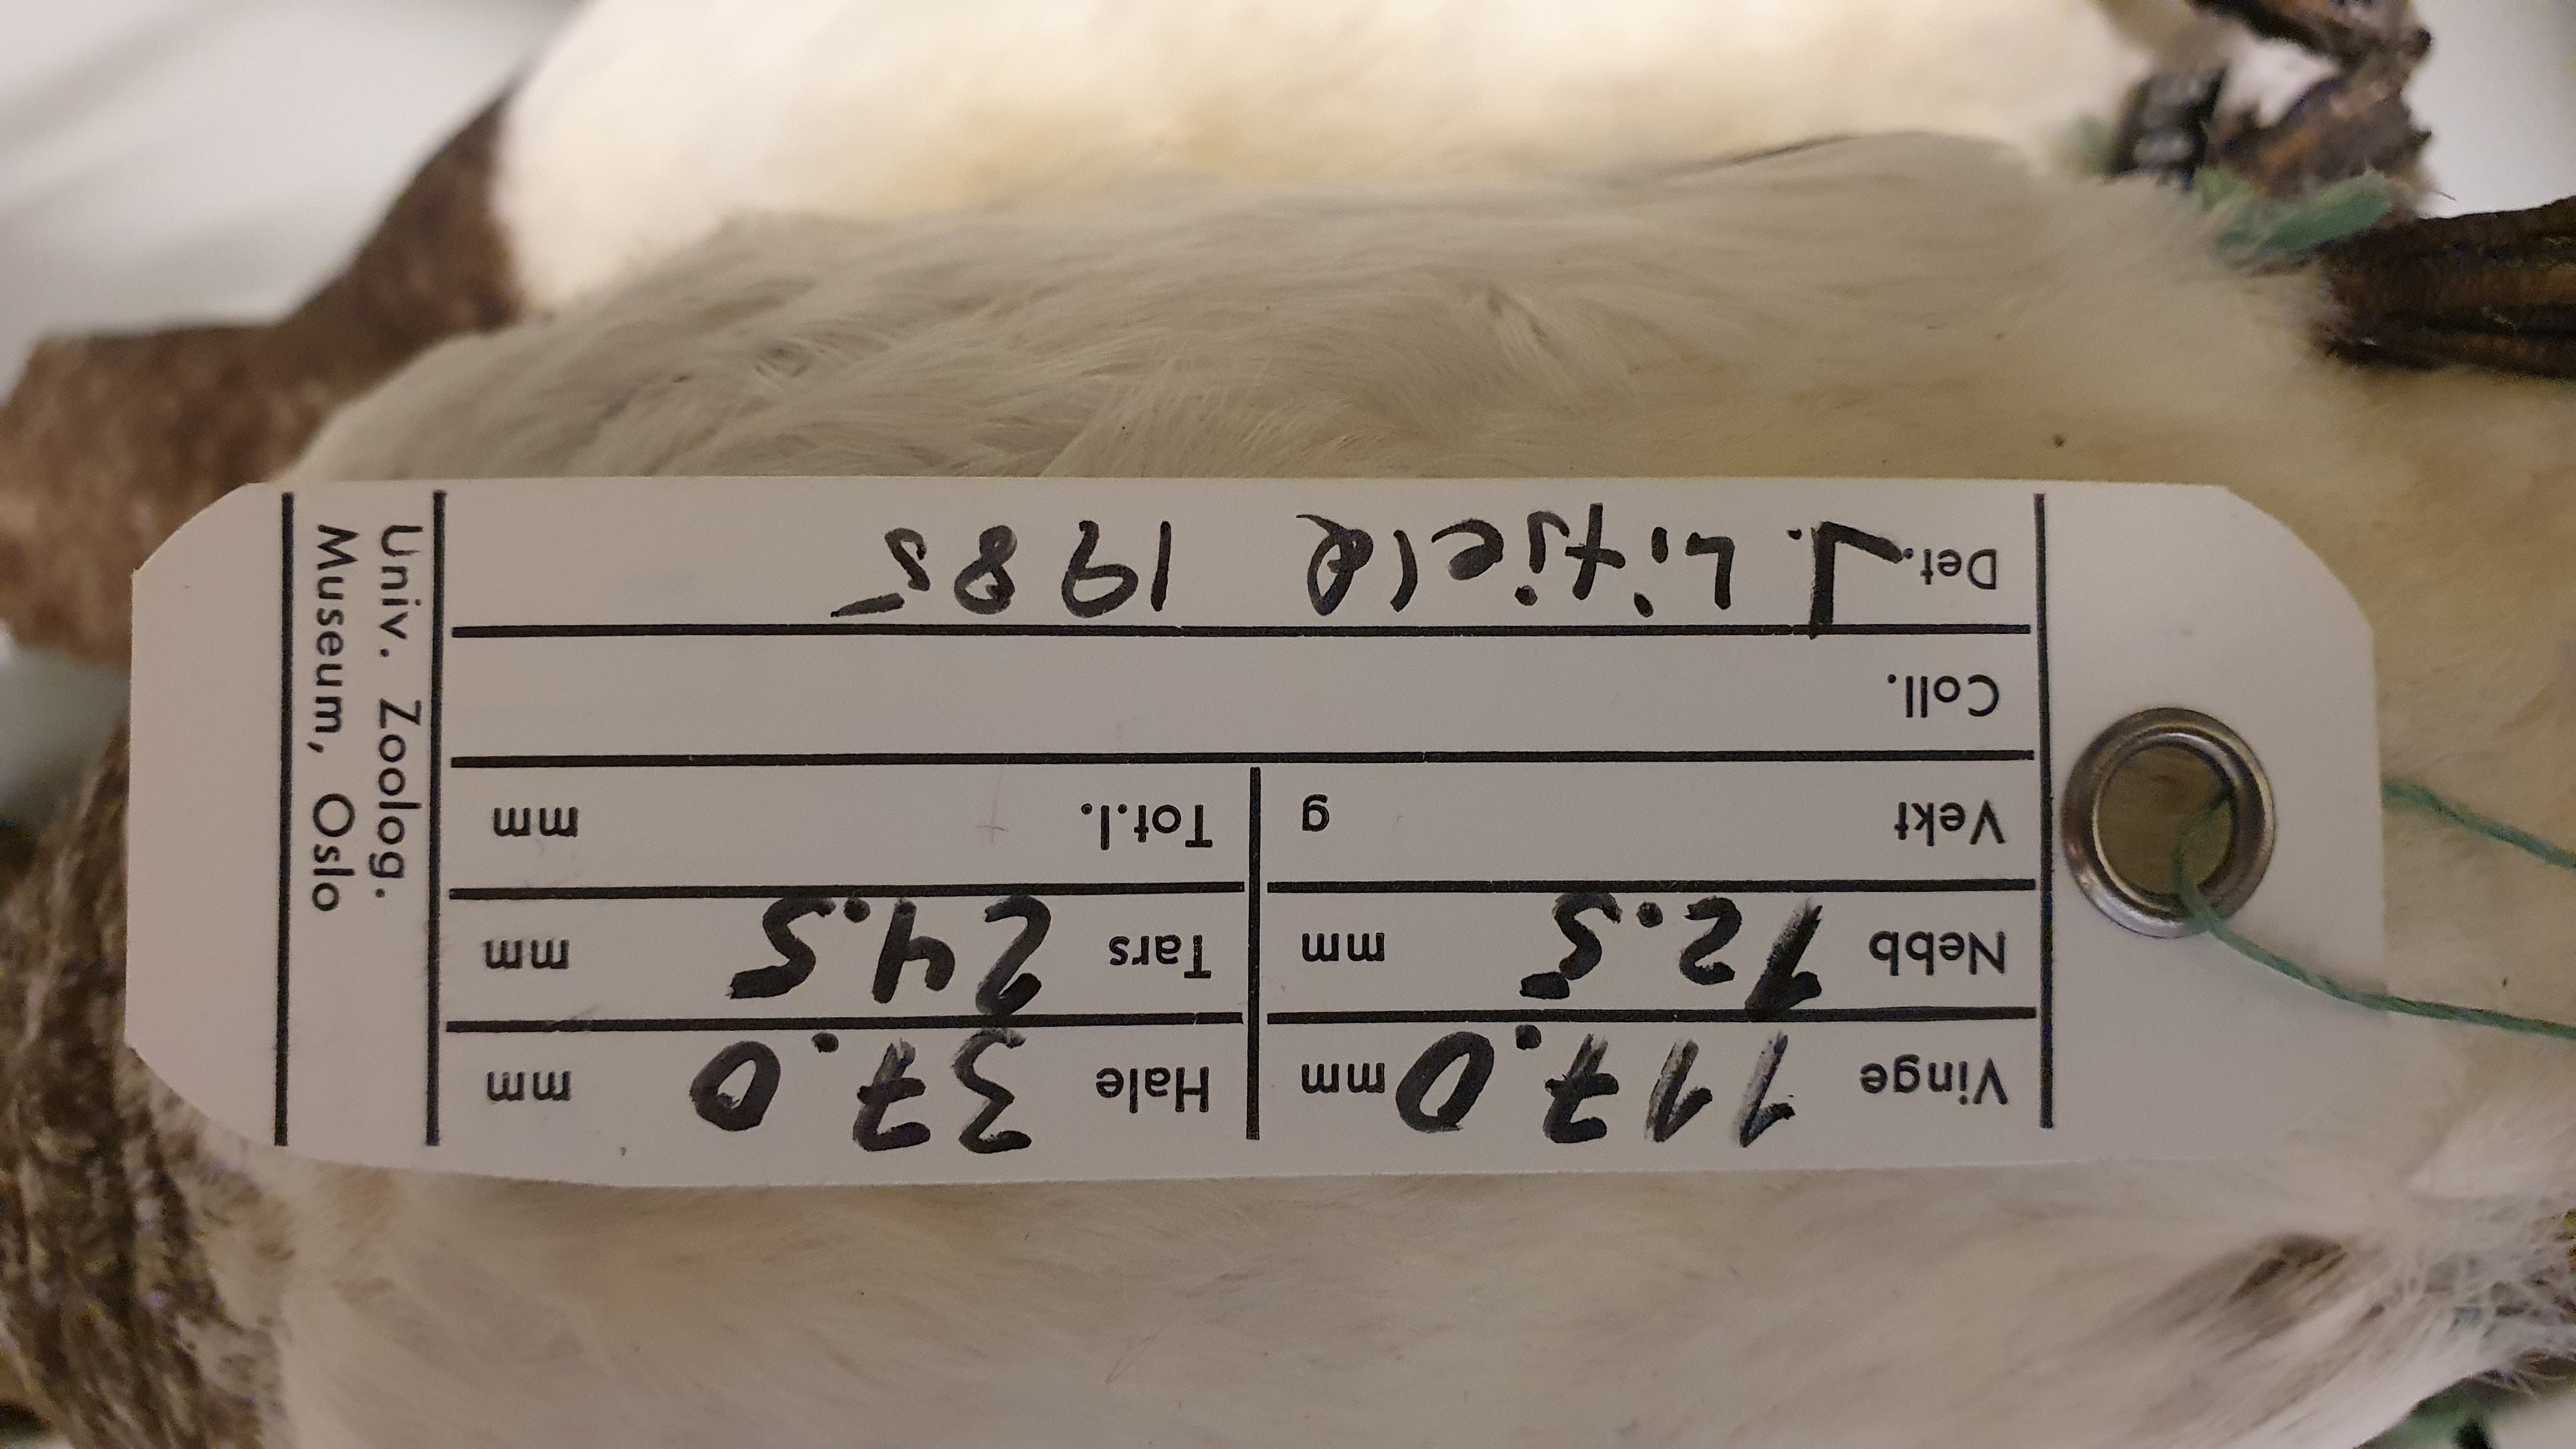 Vinge 117.0 mm Hale 37.0 mm
Nebb 12.5 mm Tars 24.5 mm
Vekt g Tot.l. mm
Coll.
Det. J. Lifjeld 1985
Univ. Zoolog.
Museum, Oslo